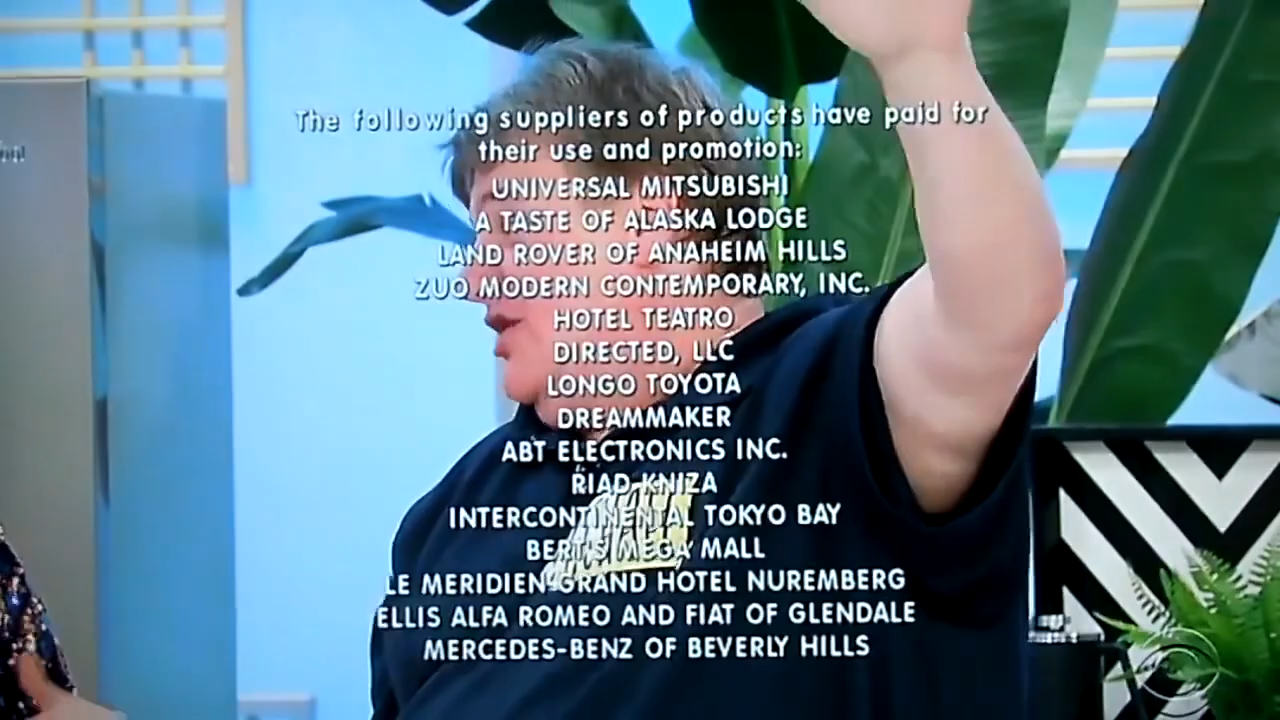 The following suppliers of products have paid for
their use and promotion:
UNIVERSAL MITSUBISHI
A TASTE OF ALASKA LODGE
LAND ROVER OF ANAHEIM HILLS
ZUO MODERN CONTEMPORARY, INC.
HOTEL TEATRO
DIRECTED, LLC
LONGO TOYOTA
DREAMMAKER
ABT ELECTRONICS INC.
RIAD KNIZA
INTERCONTINENTAL TOKYO BAY
BERT'S MEGA MALL
LE MERIDIEN GRAND HOTEL NUREMBERG
ELLIS ALFA ROMEO AND FIAT OF GLENDALE
MERCEDES-BENZ OF BEVERLY HILLS